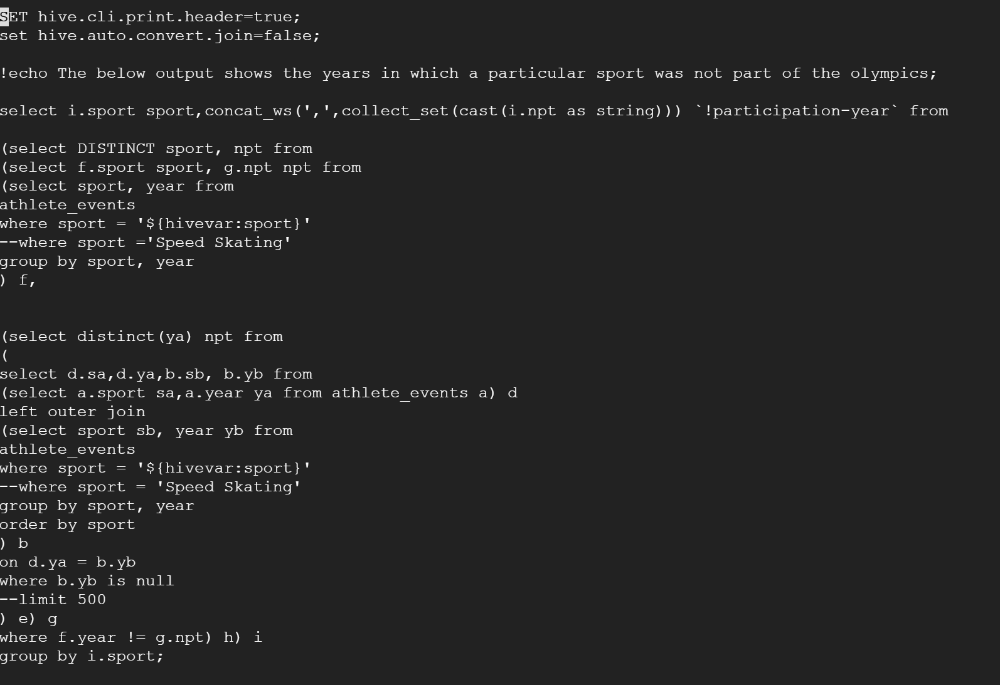 SET hive.cli.print.header=true;
set hive.auto.convert.join=false;
!echo The below output shows the years in which a particular sport was not part of the olympics;
select i.sport sport,concat_ws(',',collect_set(cast(i.npt as string))) `!participation-year` from
(select DISTINCT sport, npt from
(select f.sport sport, g.npt npt from
(select sport, year from
athlete_events
where sport = '${hivevar:sport}'
--where sport ='Speed Skating'
group by sport, year
) f,
(select distinct(ya) npt from
(
select d.sa,d.ya,b.sb, b.yb from
(select a.sport sa,a.year ya from athlete_events a) d
left outer join
(select sport sb, year yb from
athlete_events
where sport = '${hivevar:sport}'
--where sport = 'Speed Skating'
group by sport, year
order by sport
) b
on d.ya = b.yb
where b.yb is null
--limit 500
) e) g
where f.year != g.npt) h) i
group by i.sport;